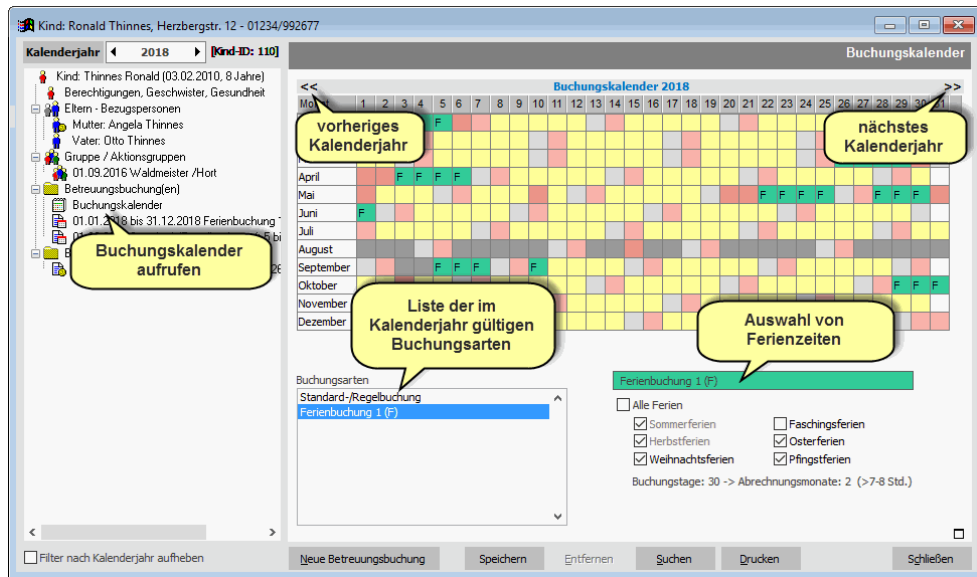 Kind: Ronald Thinnes, Herzbergstr. 12 - 01234/992677
Kalenderjahr 2018 [Kind-ID: 110]
Buchungskalender
Kind: Thinnes Ronald (03.02.2010, 8 Jahre)
Berechtigungen, Geschwister, Gesundheit
Eltern - Bezugspersonen
Mutter: Angela Thinnes
Vater: Otto Thinnes
Gruppe / Aktionsgruppen
01.09.2016 Waldmeister /Hort
Betreuungsbuchung(en)
Buchungskalender
01.01.2018 bis 31.12.2018 Ferienbuchung
Buchungskalender
aufrufen
Filter nach Kalenderjahr aufheben
<< Buchungskalender 2018 >>
1 2 3 4 5 6 7 8 9 10 11 12 13 14 15 16 17 18 19 20 21 22 23 24 25 26 27 28 29 30 31
F
vorheriges
Kalenderjahr
nächstes
Kalenderjahr
April F F F F
Mai F F F F F F F
Juni F
Juli
August
September F F F F
Oktober F F F
November
Dezember
Liste der im
Kalenderjahr gültigen
Buchungsarten
Auswahl von
Ferienzeiten
Buchungsarten
Standard-/Regelbuchung
Ferienbuchung 1 (F)
Ferienbuchung 1 (F)
Alle Ferien
Sommerferien Faschingsferien
Herbstferien Osterferien
Weihnachtsferien Pfingstferien
Buchungstage: 30 -> Abrechnungsmonate: 2 (>7-8 Std.)
Neue Betreuungsbuchung Speichern Entfernen Suchen Drucken Schließen